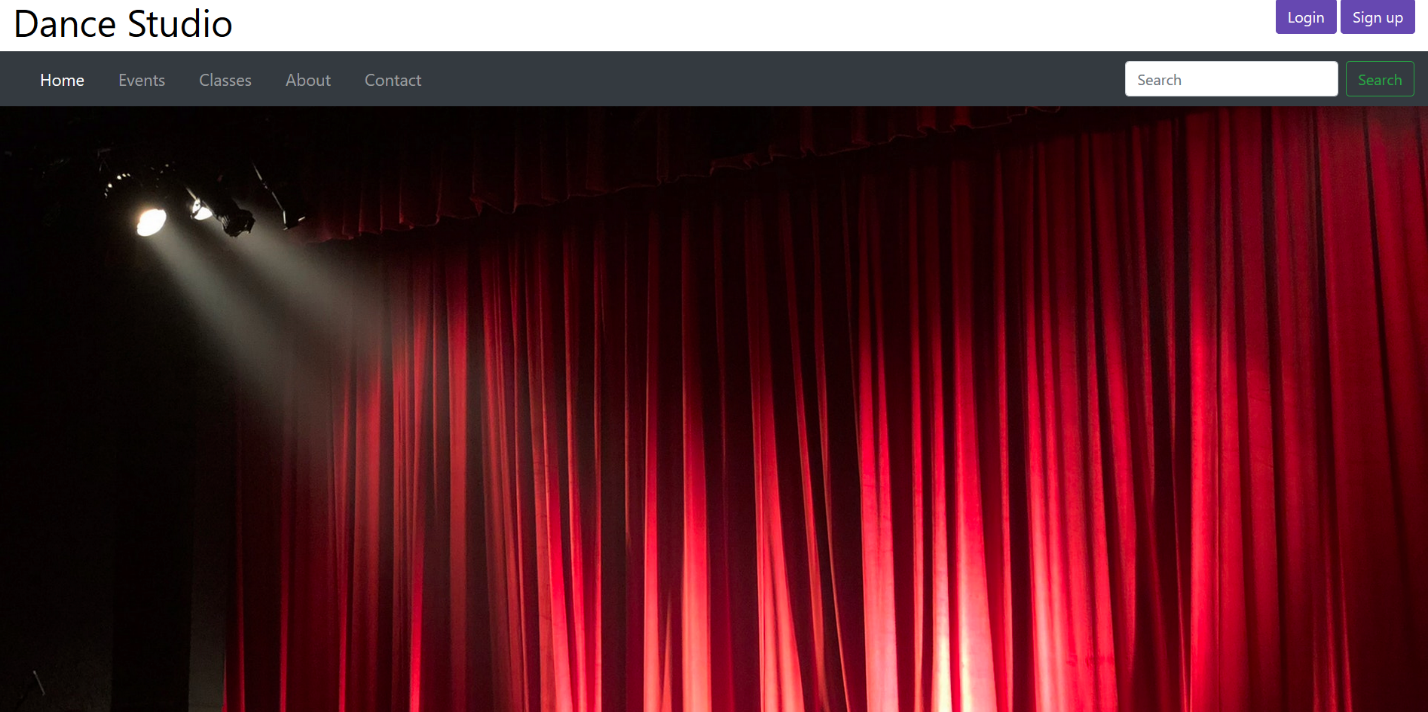 Dance Studio
Login Sign up
Home Events Classes About Contact Search Search